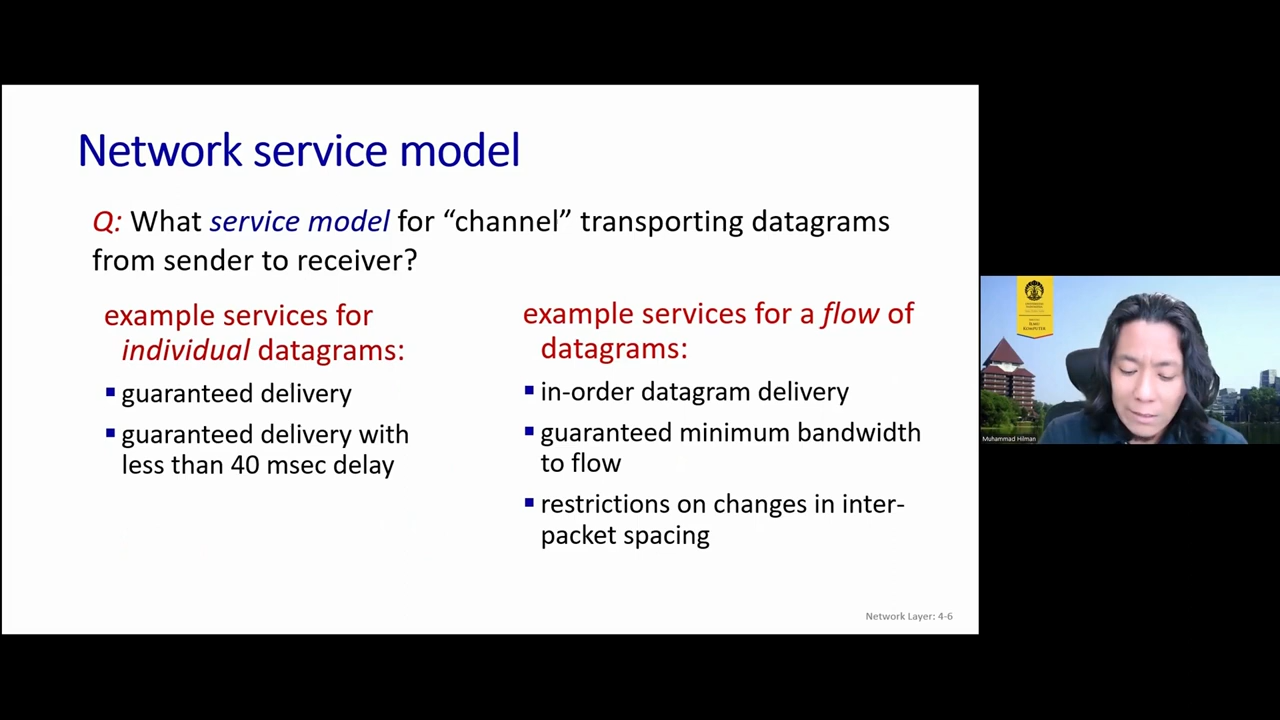 Network service model
Q: What service model for “channel” transporting datagrams
from sender to receiver?
example services for
individual datagrams:
▪ guaranteed delivery
▪ guaranteed delivery with
less than 40 msec delay
example services for a flow of
datagrams:
▪ in-order datagram delivery
▪ guaranteed minimum bandwidth
to flow
▪ restrictions on changes in inter-
packet spacing
Network Layer: 4-6
ILMU
KOMPUTER
Muhammad Hilman